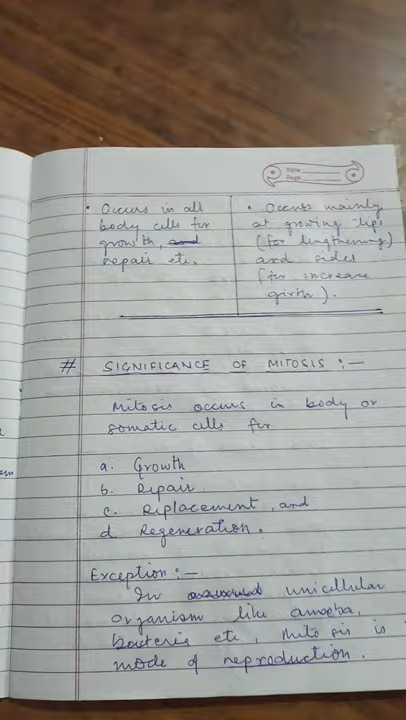 Date
Page
• Occurs in all
body cells for
growth, and
repair etc.
• Occurs mainly
at growing tips
(for lengthening)
and sides
(for increase
girth).
# SIGNIFICANCE OF MITOSIS :-
Mitosis occurs in body or
somatic cells for
a. Growth
b. Repair
c. Replacement, and
d Regeneration.
Exception :-
In unicellular
organism like amoeba,
bacteris etc, Mitosis is
mode of reproduction.